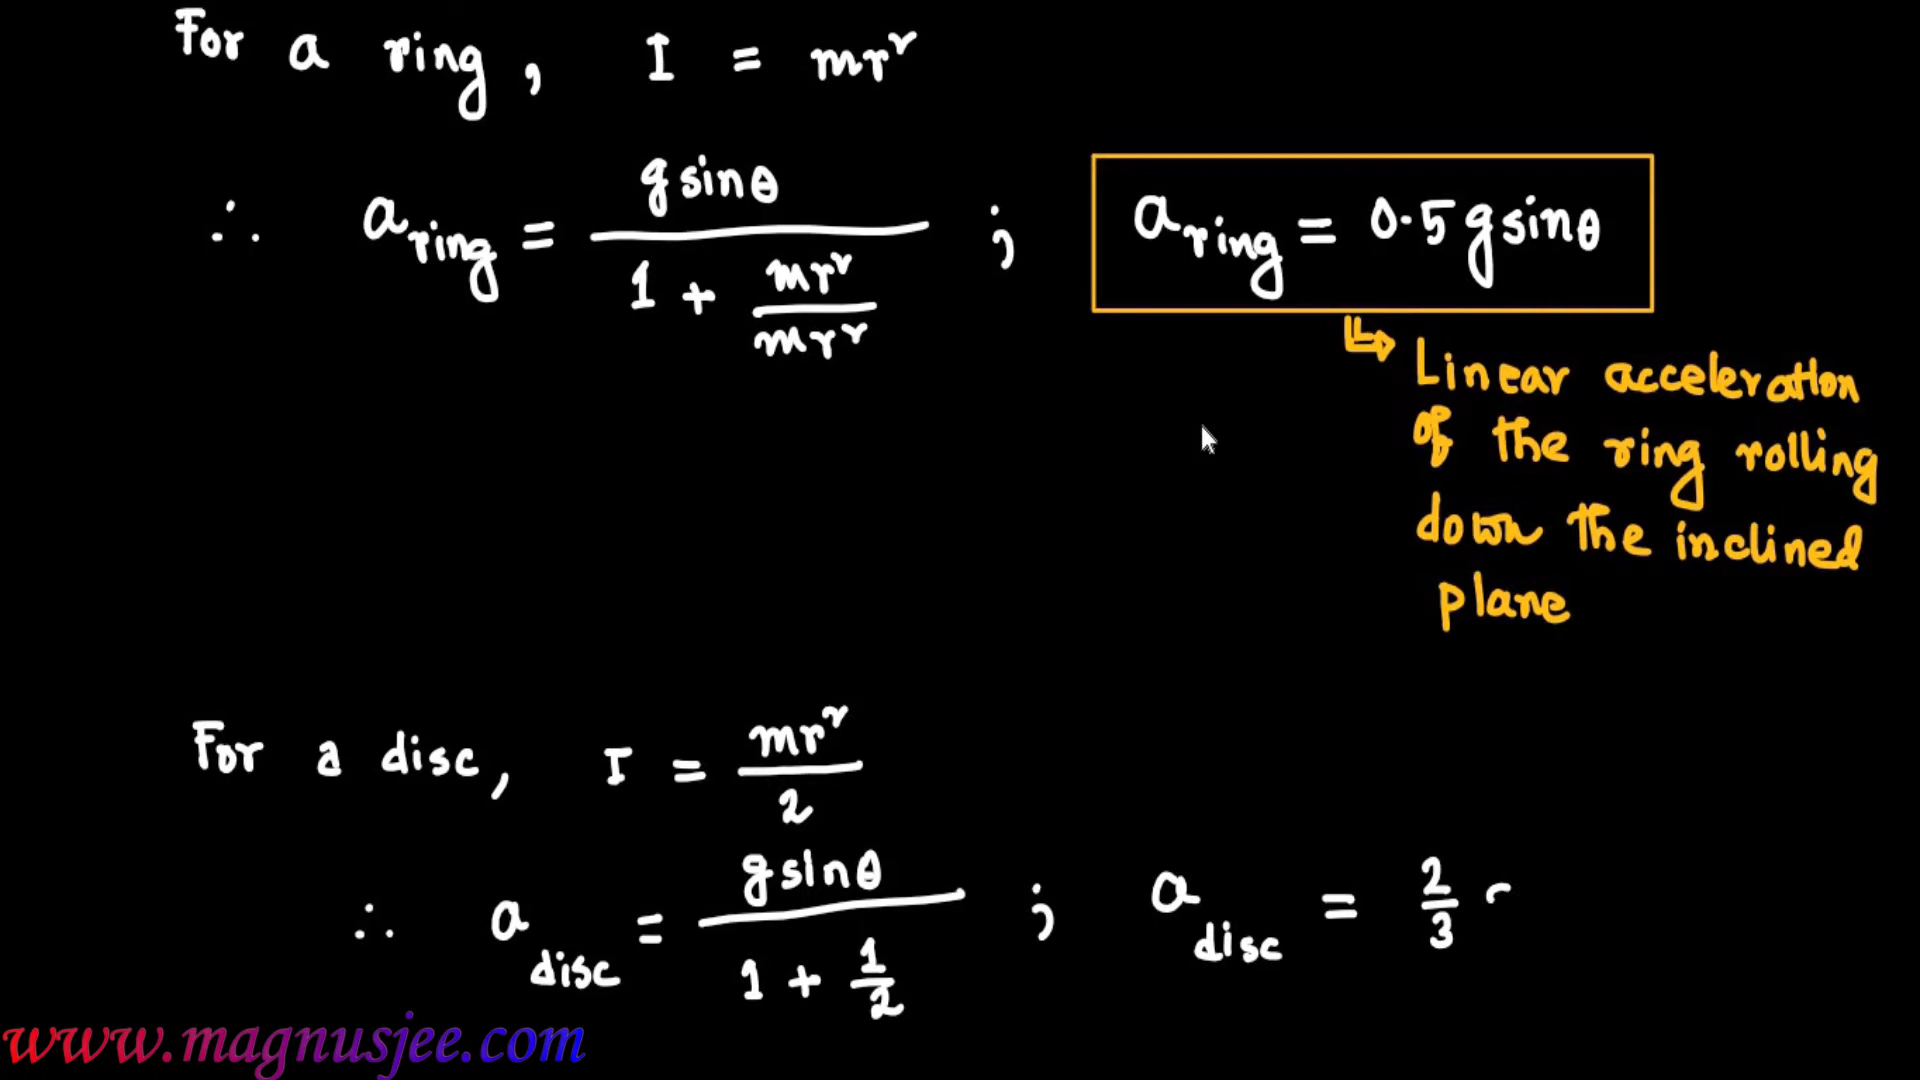 For a ring, I = mr²
∴ a_ring = g sinθ / (1 + mr²/mr²) ; a_ring = 0.5 g sinθ
Linear acceleration
of the ring rolling
down the inclined
plane
For a disc, I = mr²/2
∴ a_disc = g sinθ / (1 + 1/2) ; a_disc = 2/3
www.magnusjee.com